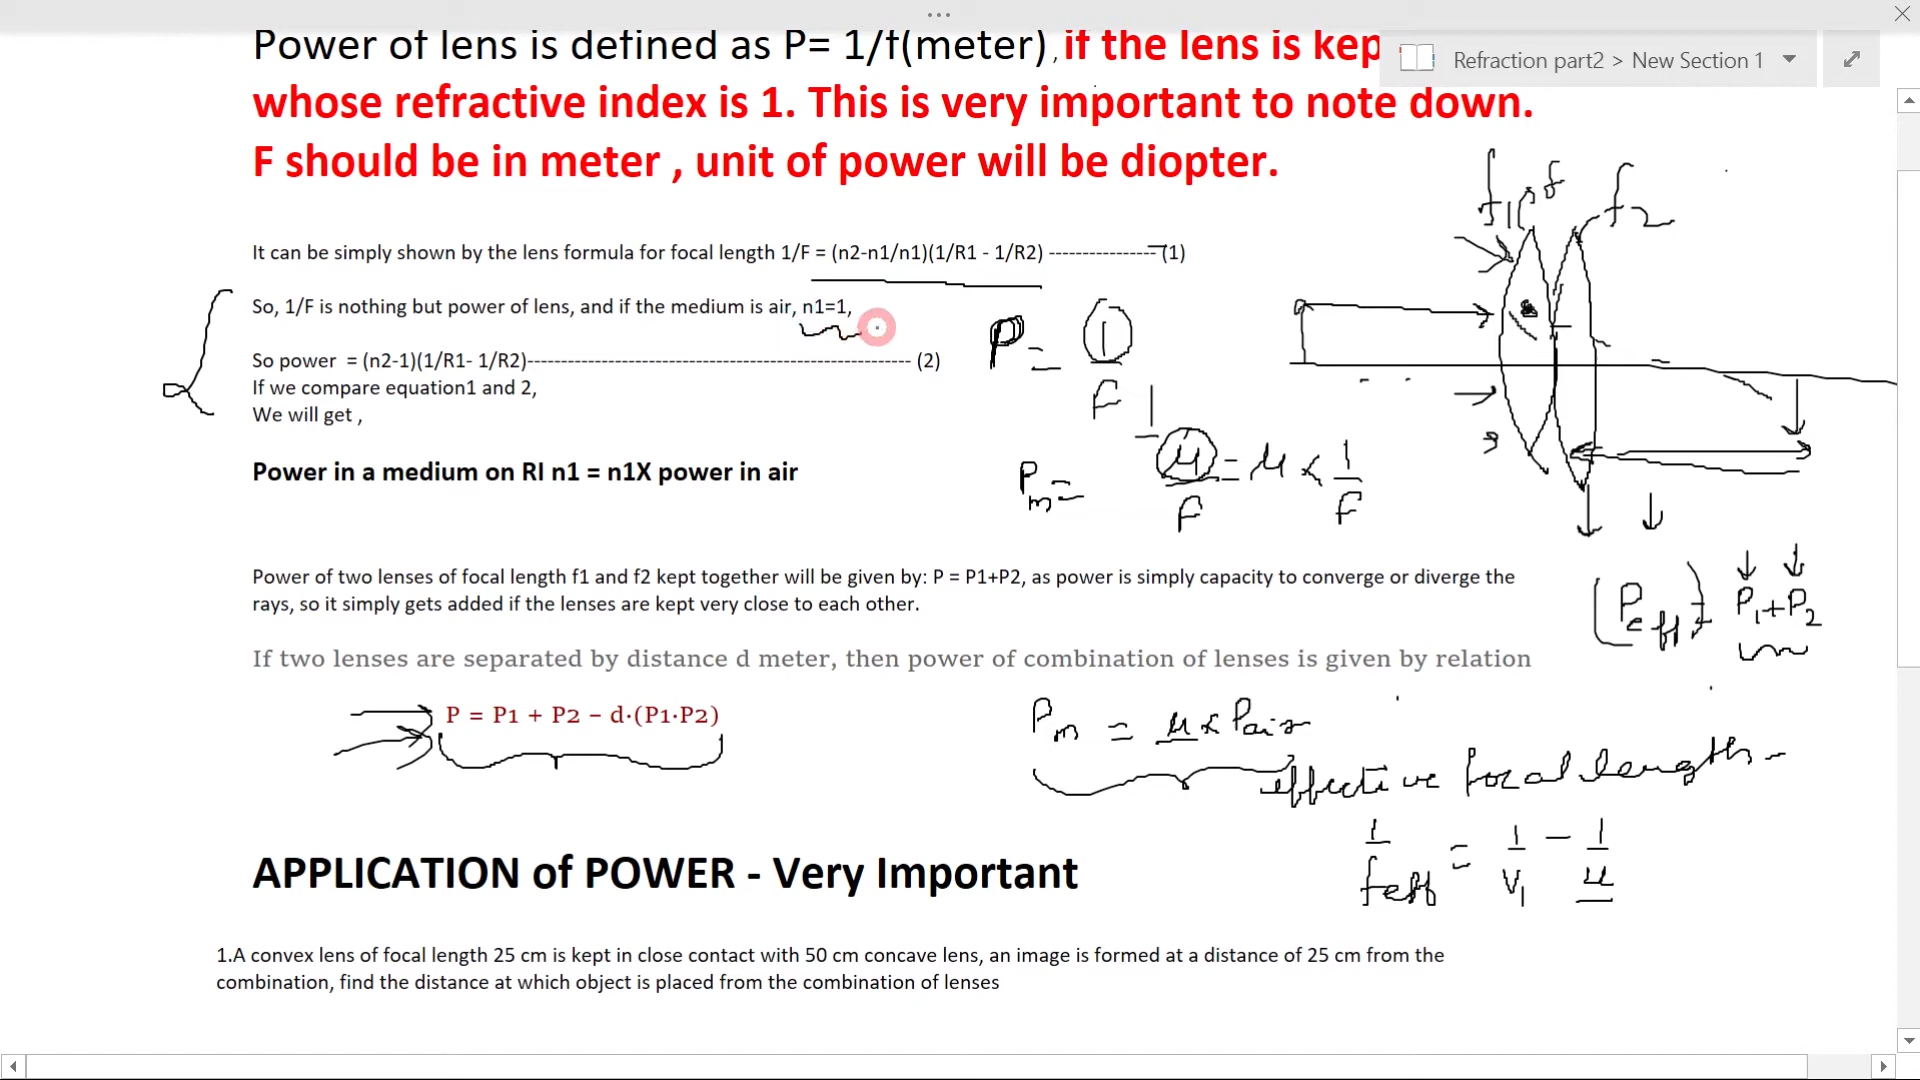 Power of lens is defined as P= 1/f(meter), if the lens is kep
Refraction part2 > New Section 1
whose refractive index is 1. This is very important to note down.
F should be in meter , unit of power will be diopter.
f1 f f2
It can be simply shown by the lens formula for focal length 1/F = (n2-n1/n1)(1/R1 - 1/R2) ---------------- (1)
So, 1/F is nothing but power of lens, and if the medium is air, n1=1,
P = 1/F
So power = (n2-1)(1/R1- 1/R2)---------------------------------------------------------- (2)
If we compare equation1 and 2,
We will get ,
Power in a medium on RI n1 = n1X power in air
Pm = μ/F = μ × 1/F
Power of two lenses of focal length f1 and f2 kept together will be given by: P = P1+P2, as power is simply capacity to converge or diverge the
rays, so it simply gets added if the lenses are kept very close to each other.
(Peff) = P1+P2
If two lenses are separated by distance d meter, then power of combination of lenses is given by relation
P = P1 + P2 − d·(P1·P2)
Pm = μ × Pair
effective focal length -
1/feff = 1/V1 - 1/u
APPLICATION of POWER - Very Important
1.A convex lens of focal length 25 cm is kept in close contact with 50 cm concave lens, an image is formed at a distance of 25 cm from the
combination, find the distance at which object is placed from the combination of lenses